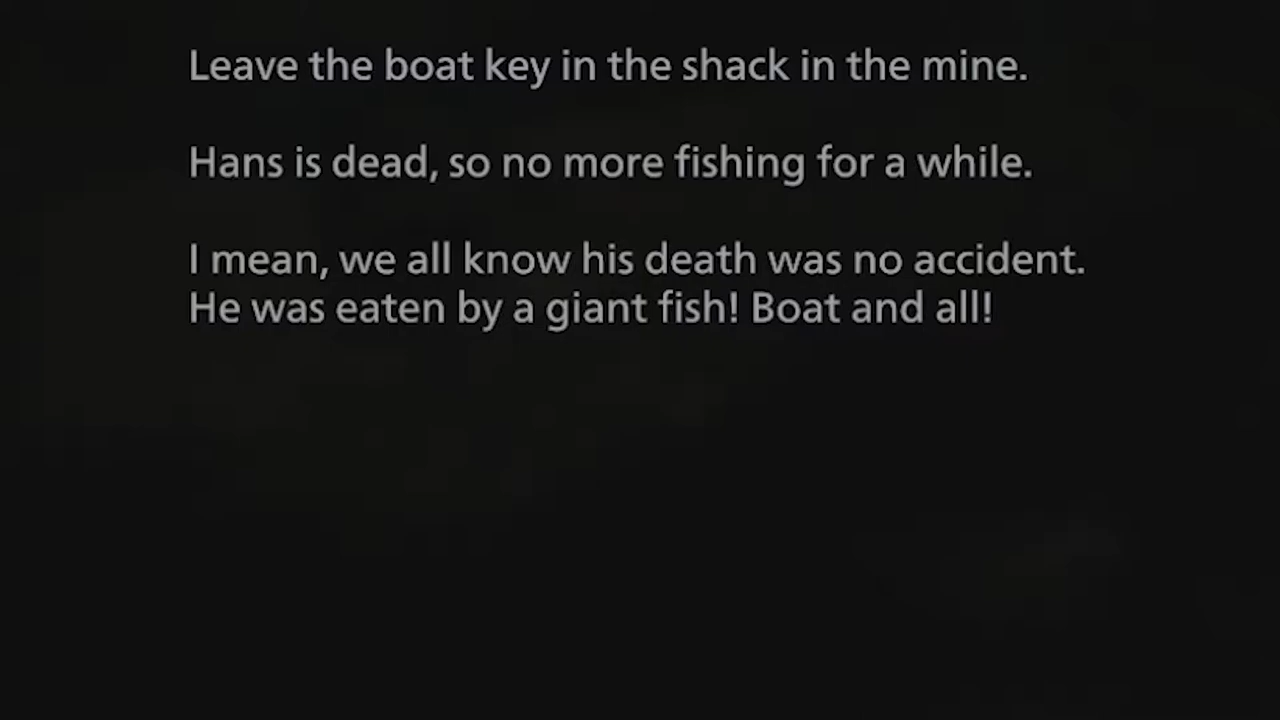 Leave the boat key in the shack in the mine.
Hans is dead, so no more fishing for a while.
I mean, we all know his death was no accident.
He was eaten by a giant fish! Boat and all!